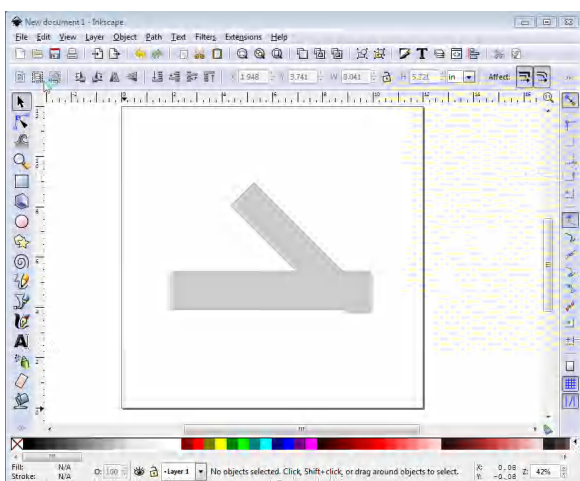 New document 1 - Inkscape
File Edit View Layer Object Path Text Filters Extensions Help
X 1.948 Y 3.741 W 8.041 H 5.721 in Affect:
Fill: N/A
Stroke: N/A
O: 100
-Layer 1
No objects selected. Click, Shift+click, or drag around objects to select.
X: 0.08
Y: -0.08
Z: 42%